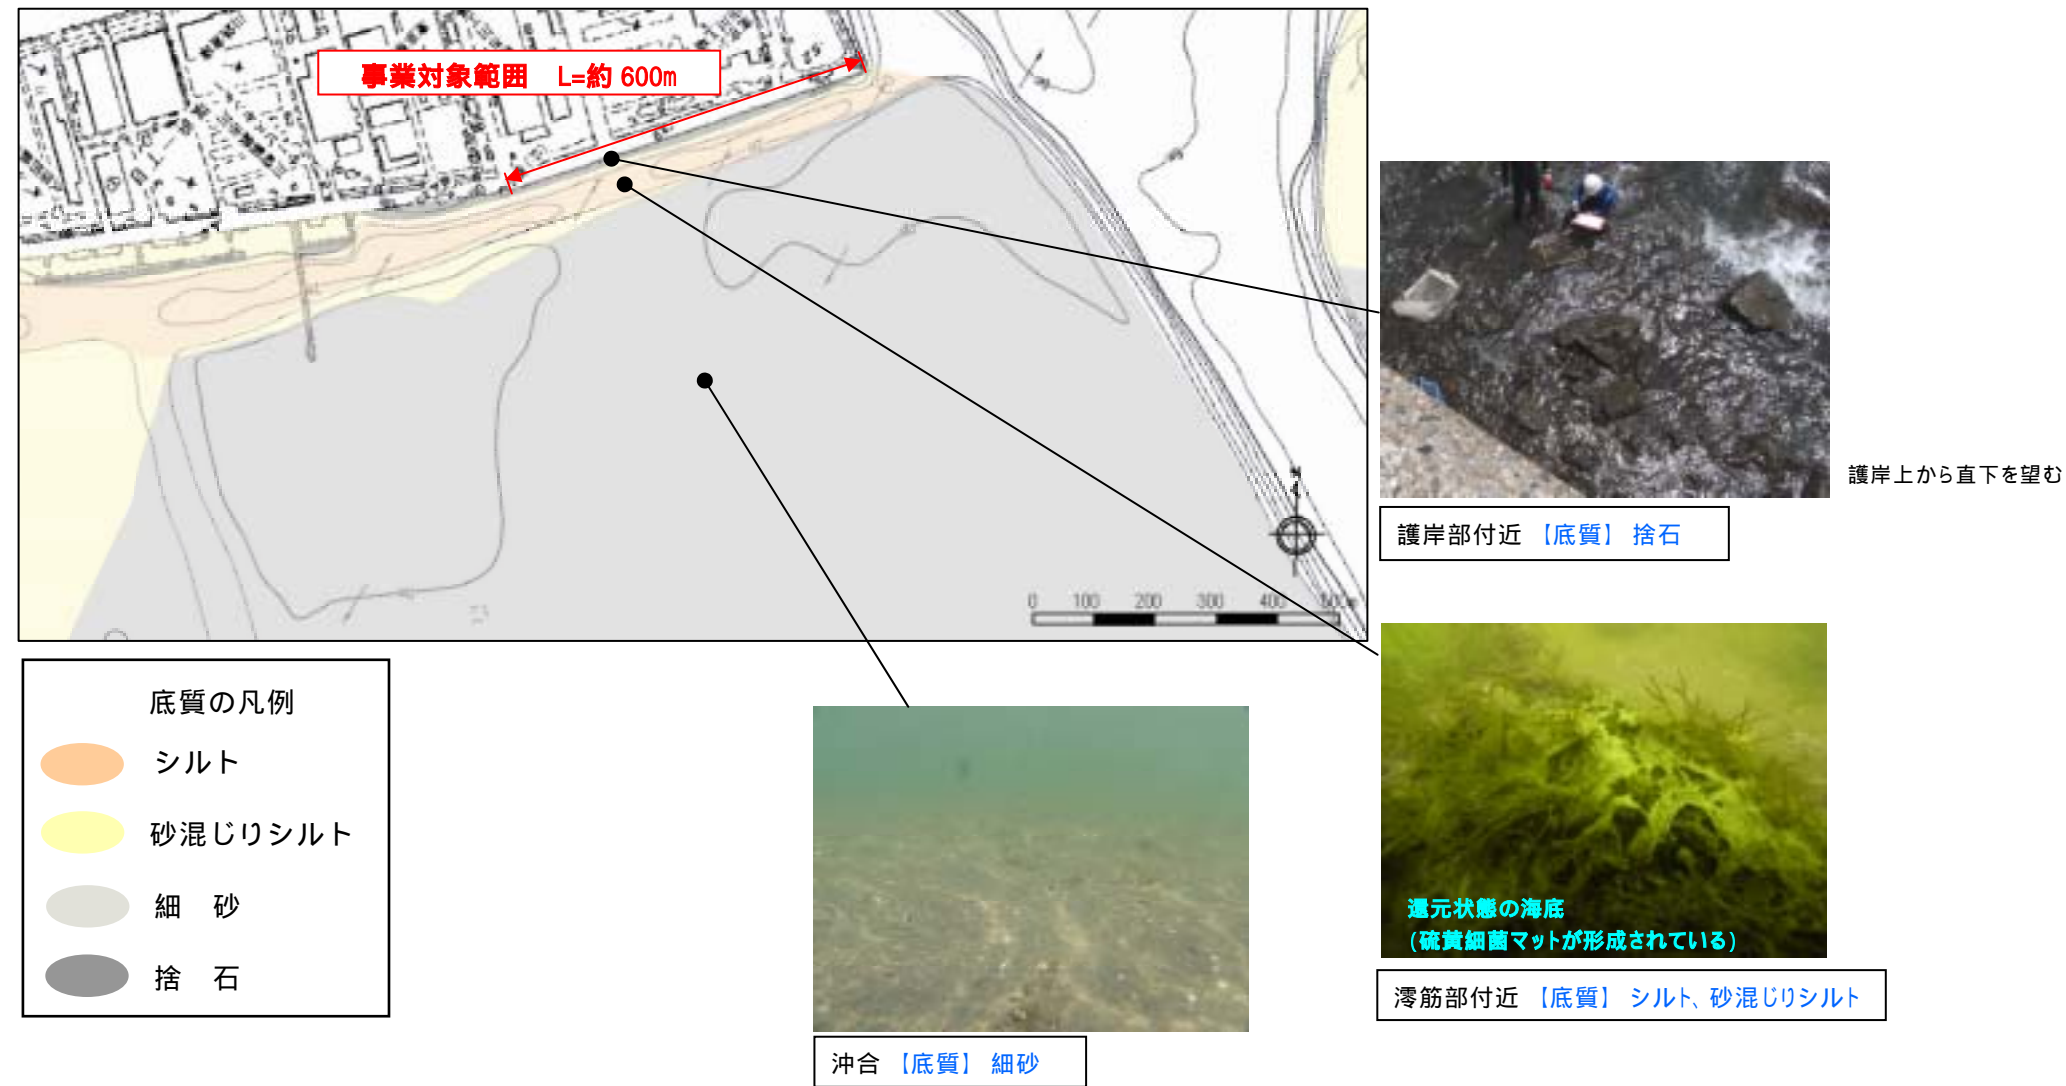 事業対象範囲　L=約 600m
0 100 200 300 400 500m
護岸上から直下を望む
護岸部付近 【底質】 捨石
底質の凡例
シルト
砂混じりシルト
細　砂
捨　石
還元状態の海底
(硫黄細菌マットが形成されている)
澪筋部付近 【底質】 シルト、砂混じりシルト
沖合 【底質】 細砂